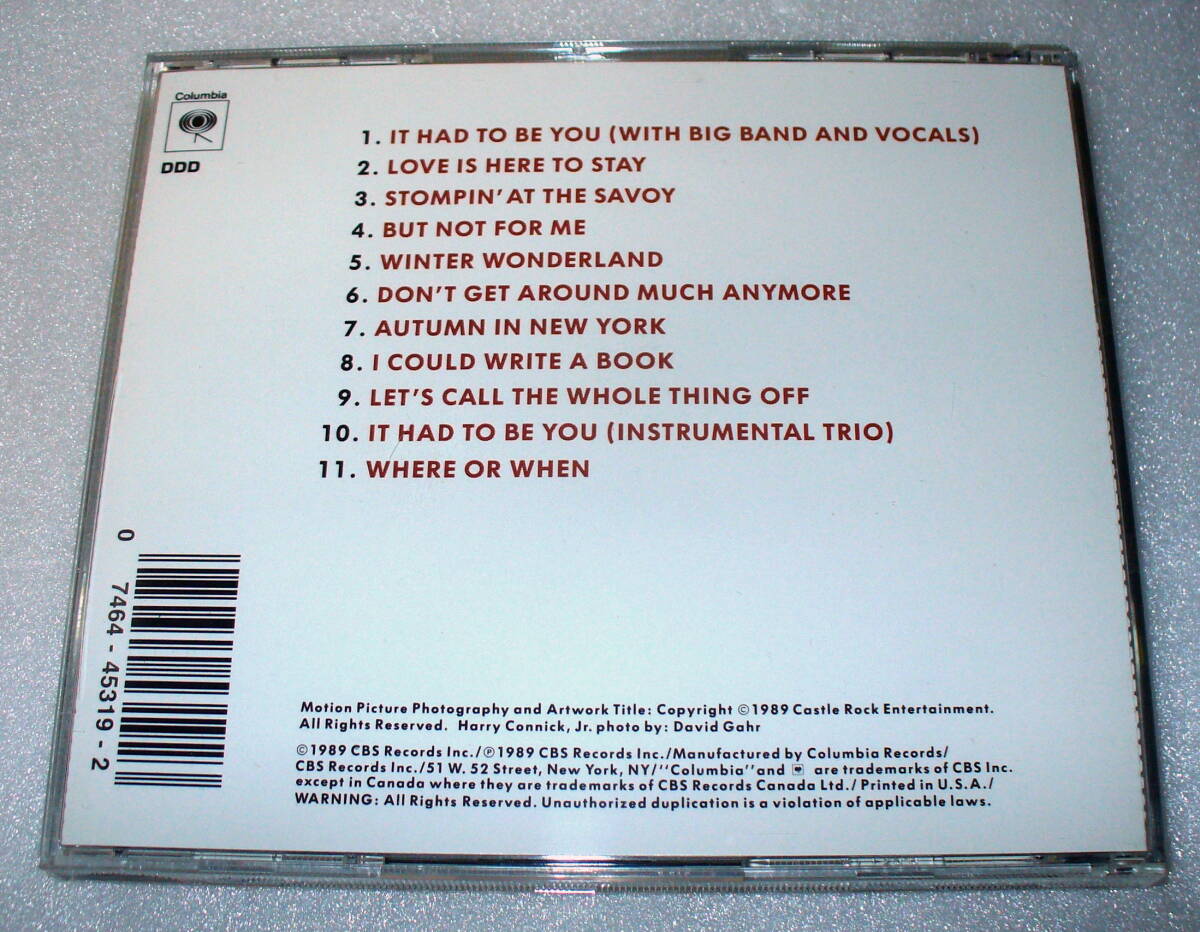 Columbia
DDD
1. IT HAD TO BE YOU (WITH BIG BAND AND VOCALS)
2. LOVE IS HERE TO STAY
3. STOMPIN' AT THE SAVOY
4. BUT NOT FOR ME
5. WINTER WONDERLAND
6. DON'T GET AROUND MUCH ANYMORE
7. AUTUMN IN NEW YORK
8. I COULD WRITE A BOOK
9. LET'S CALL THE WHOLE THING OFF
10. IT HAD TO BE YOU (INSTRUMENTAL TRIO)
11. WHERE OR WHEN
0 7464-45319-2
Motion Picture Photography and Artwork Title: Copyright ©1989 Castle Rock Entertainment.
All Rights Reserved. Harry Connick, Jr. photo by: David Gahr
©1989 CBS Records Inc./℗1989 CBS Records Inc./Manufactured by Columbia Records/
CBS Records Inc./51 W. 52 Street, New York, NY/"Columbia" and are trademarks of CBS Inc.
except in Canada where they are trademarks of CBS Records Canada Ltd./Printed in U.S.A./
WARNING: All Rights Reserved. Unauthorized duplication is a violation of applicable laws.